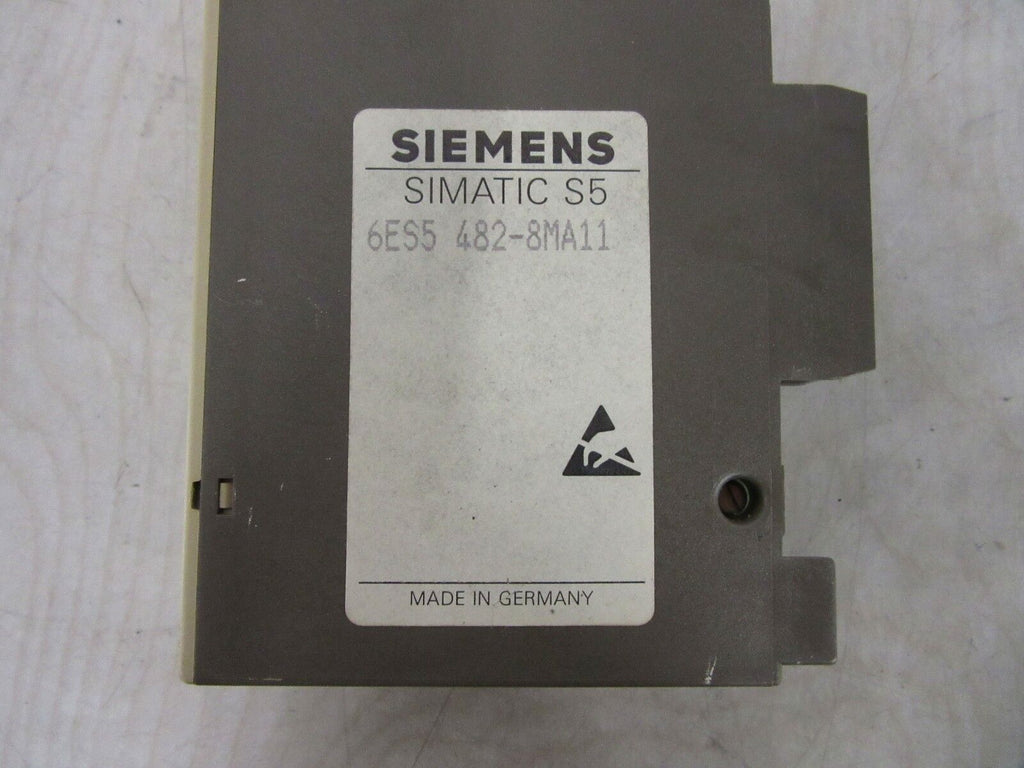 SIEMENS
SIMATIC S5
6ES5 482-8MA11
MADE IN GERMANY